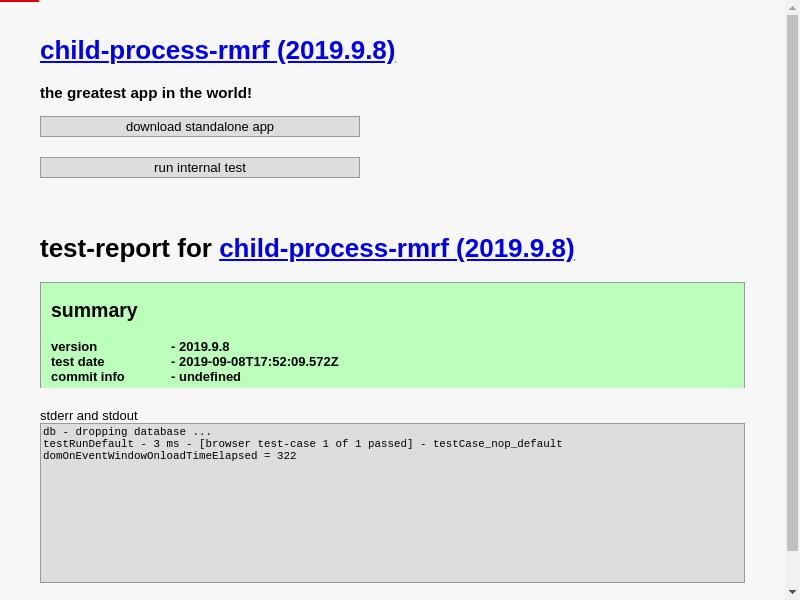 child-process-rmrf (2019.9.8)
the greatest app in the world!
download standalone app
run internal test
test-report for child-process-rmrf (2019.9.8)
summary
version - 2019.9.8
test date - 2019-09-08T17:52:09.572Z
commit info - undefined
stderr and stdout
db - dropping database ...
testRunDefault - 3 ms - [browser test-case 1 of 1 passed] - testCase_nop_default
domOnEventWindowOnloadTimeElapsed = 322